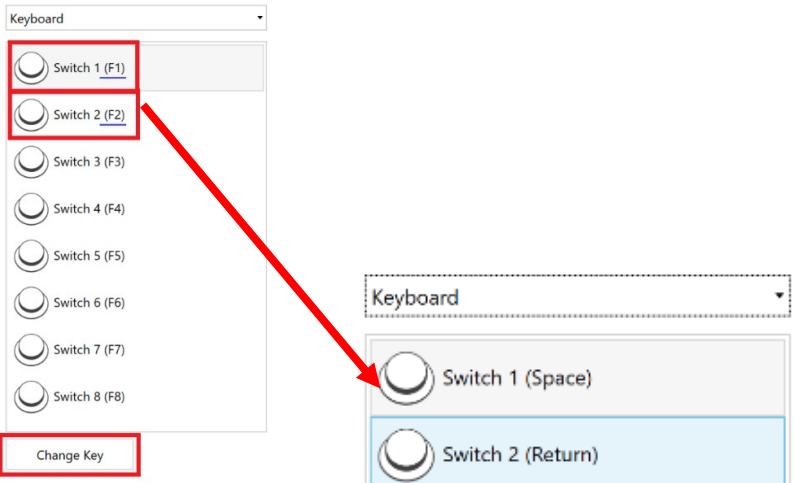 Keyboard
Switch 1 (F1)
Switch 2 (F2)
Switch 3 (F3)
Switch 4 (F4)
Switch 5 (F5)
Switch 6 (F6)
Switch 7 (F7)
Switch 8 (F8)
Change Key
Keyboard
Switch 1 (Space)
Switch 2 (Return)